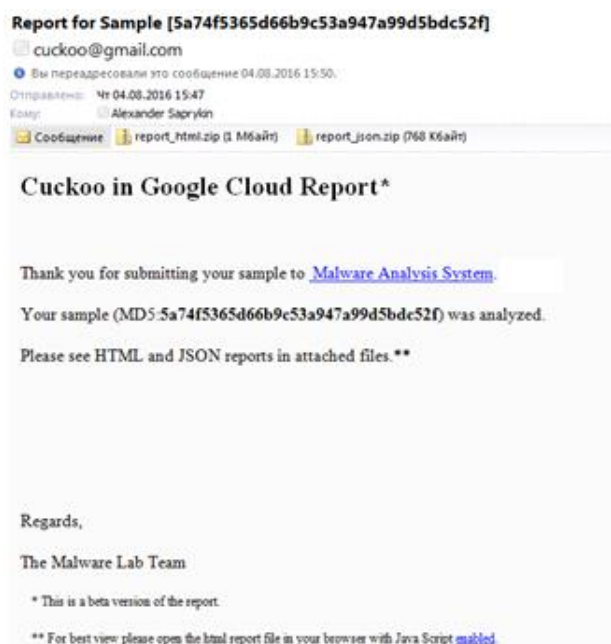 Report for Sample [5a74f5365d66b9c53a947a99d5bdc52f]
cuckoo@gmail.com
Вы переадресовали это сообщение 04.08.2016 15:50.
Отправлено: Чт 04.08.2016 15:47
Кому: Alexander Saprykin
Сообщение report_html.zip (1 Мбайт) report_json.zip (768 Кбайт)
Cuckoo in Google Cloud Report*
Thank you for submitting your sample to Malware Analysis System.
Your sample (MD5:5a74f5365d66b9c53a947a99d5bdc52f) was analyzed.
Please see HTML and JSON reports in attached files.**
Regards,
The Malware Lab Team
* This is a beta version of the report.
** For best view please open the html report file in your browser with Java Script enabled.